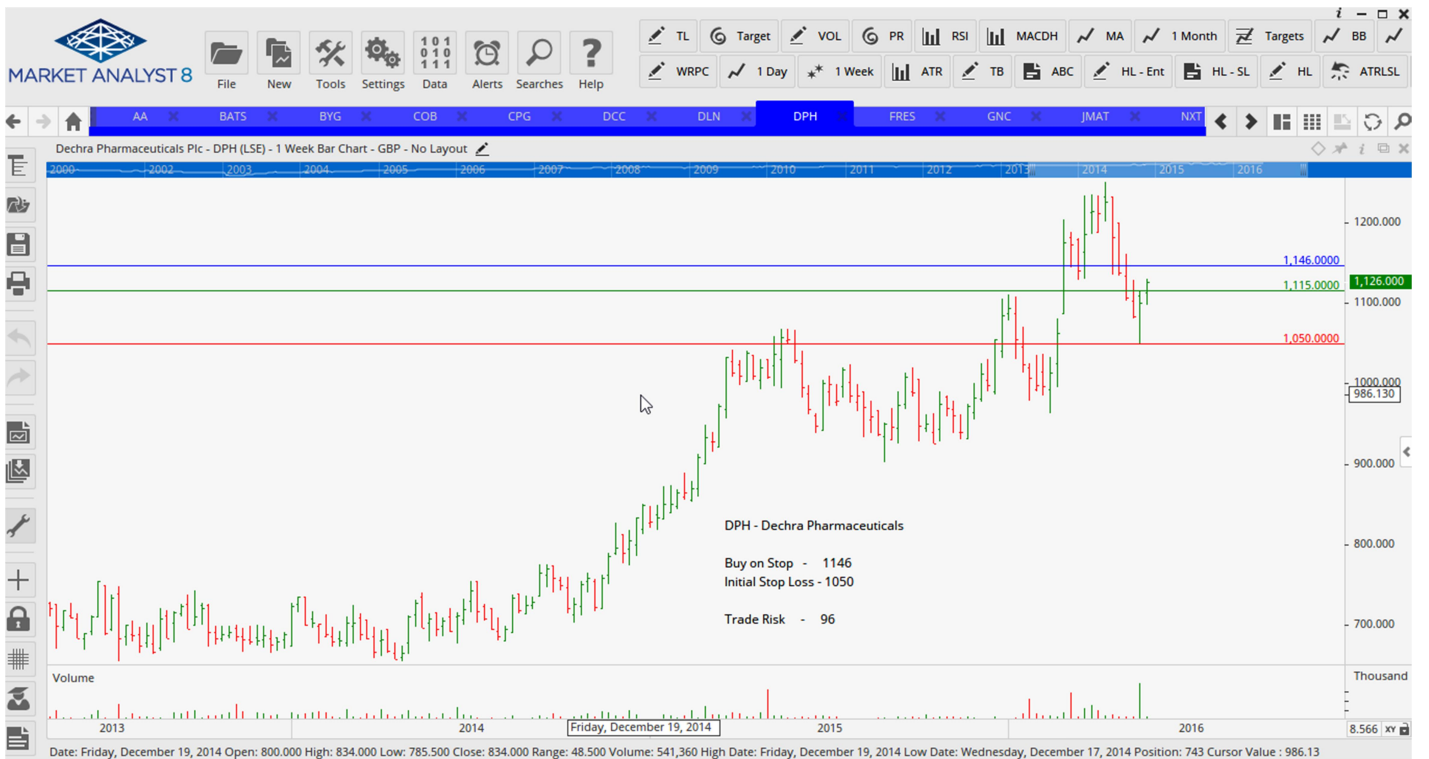 MARKET ANALYST 8
File New Tools Settings Data Alerts Searches Help
101
010
111
TL Target VOL PR RSI MACDH MA 1 Month Targets BB
WRPC 1 Day 1 Week ATR TB ABC HL - Ent HL - SL HL ATRLSL
AA BATS BYG COB CPG DCC DLN DPH FRES GNC JMAT NXT
Dechra Pharmaceuticals Plc - DPH (LSE) - 1 Week Bar Chart - GBP - No Layout
2000 2002 2003 2004 2005 2006 2007 2008 2009 2010 2011 2012 2013 2014 2015 2016
1200.000
1,146.0000
1,126.000
1,115.0000
1100.000
1,050.0000
1000.000
986.130
900.000
DPH - Dechra Pharmaceuticals
800.000
Buy on Stop - 1146
Initial Stop Loss - 1050
Trade Risk - 96
700.000
Volume
Thousand
2013 2014 Friday, December 19, 2014 2015 2016 8.566 XY
Date: Friday, December 19, 2014 Open: 800.000 High: 834.000 Low: 785.500 Close: 834.000 Range: 48.500 Volume: 541,360 High Date: Friday, December 19, 2014 Low Date: Wednesday, December 17, 2014 Position: 743 Cursor Value : 986.13